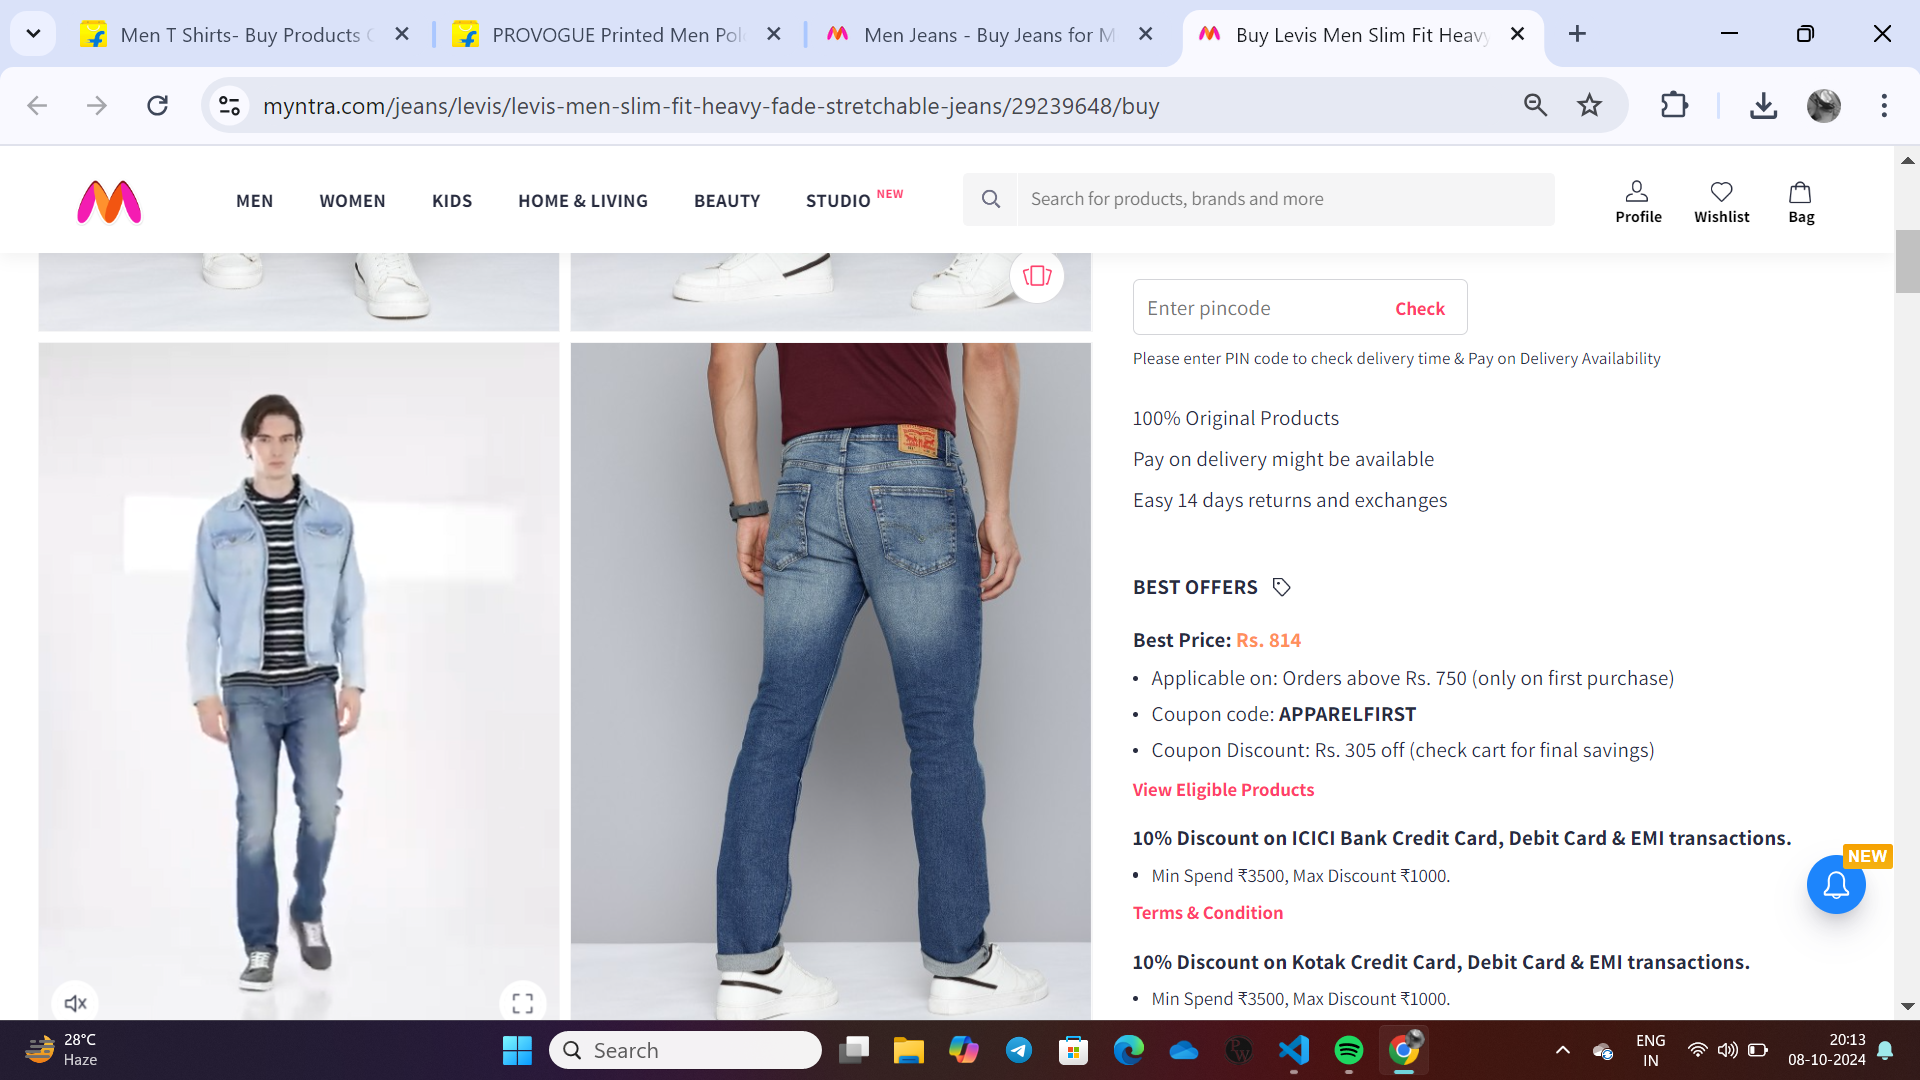 Men T Shirts- Buy Products
PROVOGUE Printed Men Pol
Men Jeans - Buy Jeans for M
Buy Levis Men Slim Fit Heavy
myntra.com/jeans/levis/levis-men-slim-fit-heavy-fade-stretchable-jeans/29239648/buy
MEN
WOMEN
KIDS
HOME & LIVING
BEAUTY
STUDIO NEW
Search for products, brands and more
Profile
Wishlist
Bag
Enter pincode
Check
Please enter PIN code to check delivery time & Pay on Delivery Availability
100% Original Products
Pay on delivery might be available
Easy 14 days returns and exchanges
BEST OFFERS
Best Price: Rs. 814
• Applicable on: Orders above Rs. 750 (only on first purchase)
• Coupon code: APPARELFIRST
• Coupon Discount: Rs. 305 off (check cart for final savings)
View Eligible Products
10% Discount on ICICI Bank Credit Card, Debit Card & EMI transactions.
• Min Spend ₹3500, Max Discount ₹1000.
Terms & Condition
NEW
10% Discount on Kotak Credit Card, Debit Card & EMI transactions.
• Min Spend ₹3500, Max Discount ₹1000.
28°C
Haze
Search
ENG
IN
20:13
08-10-2024